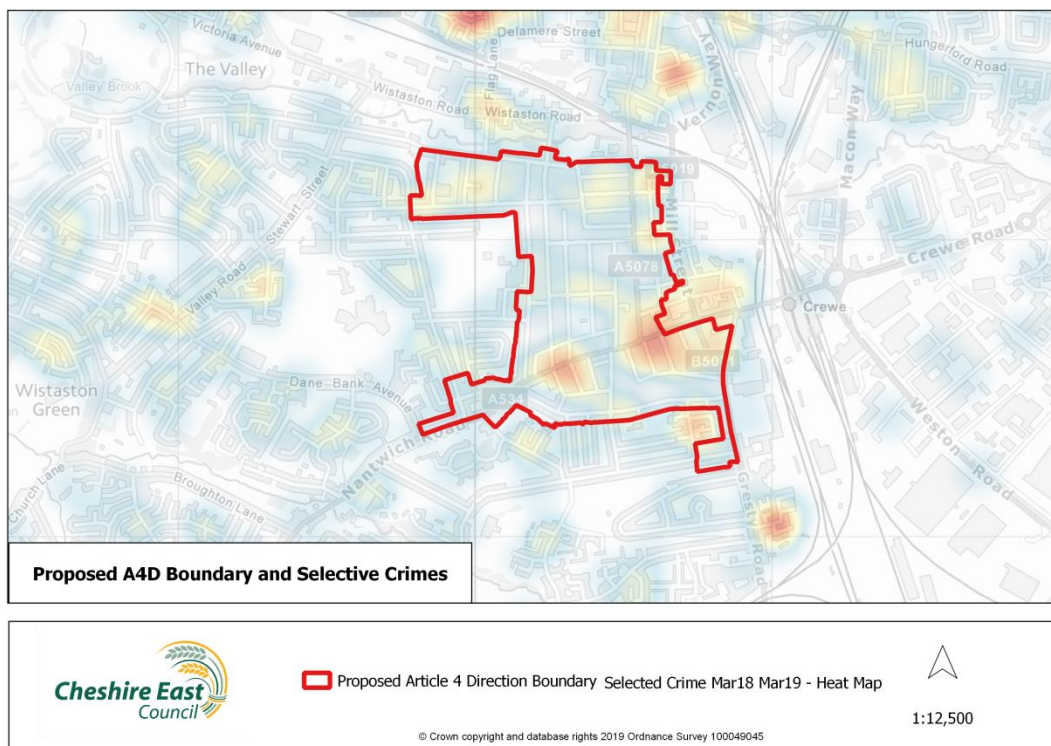 Delamere Street
Victoria Avenue
Hungerford Road
The Valley
Flag Lane
Valley Brook
Wistaston Road
Wistaston Road
Vernon Way
Macon Way
Stewart Street
Mill Street
Crewe Road
A5078
Valley Road
Crewe
B5071
Dane Bank Avenue
Wistaston
Green
A534
Weston Road
Nantwich Road
Church Lane
Broughton Lane
Gresty Road
Proposed A4D Boundary and Selective Crimes
Cheshire East
Council
Proposed Article 4 Direction Boundary Selected Crime Mar18 Mar19 - Heat Map
1:12,500
© Crown copyright and database rights 2019 Ordnance Survey 100049045